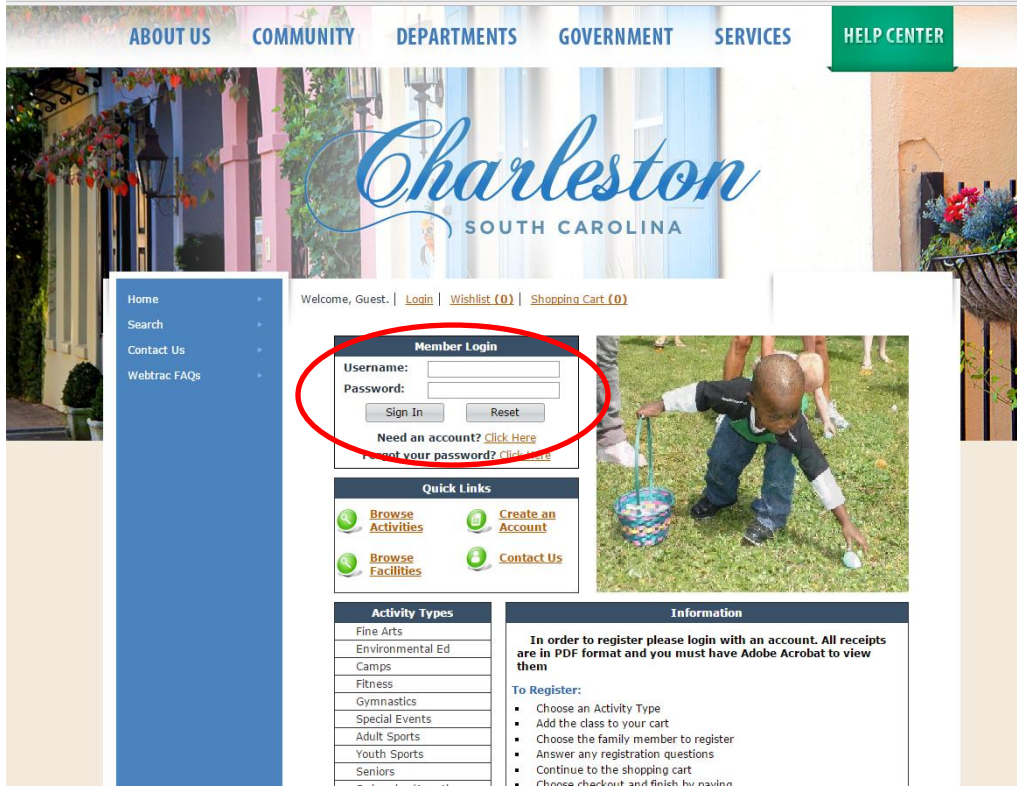 ABOUT US COMMUNITY DEPARTMENTS GOVERNMENT SERVICES HELP CENTER
Charleston
SOUTH CAROLINA
Home
Search
Contact Us
Webtrac FAQs
Welcome, Guest. | Login | Wishlist (0) | Shopping Cart (0)
Member Login
Username:
Password:
Sign In Reset
Need an account? Click Here
Forgot your password? Click Here
Quick Links
Browse Activities
Create an Account
Browse Facilities
Contact Us
Activity Types
Fine Arts
Environmental Ed
Camps
Fitness
Gymnastics
Special Events
Adult Sports
Youth Sports
Seniors
Information
In order to register please login with an account. All receipts
are in PDF format and you must have Adobe Acrobat to view
them
To Register:
▪ Choose an Activity Type
▪ Add the class to your cart
▪ Choose the family member to register
▪ Answer any registration questions
▪ Continue to the shopping cart
▪ Choose checkout and finish by paying